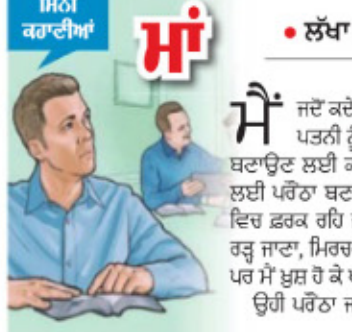 ਮਿਨੀ
ਕਹਾਣੀਆਂ
ਮਾਂ
• ਲੱਖਾ
ਮੈਂ ਜਦੋਂ ਕਦੇ
ਪਤਨੀ ਨੂੰ
ਬਣਾਉਣ ਲਈ
ਲਈ ਪਰੌਠਾ ਬਣਾ
ਵਿਚ ਫ਼ਰਕ ਰਹਿ
ਰੜ੍ਹ ਜਾਣਾ, ਮਿਰਚ
ਪਰ ਮੈਂ ਖ਼ੁਸ਼ ਹੋ ਕੇ
ਉਹੀ ਪਰੌਠਾ